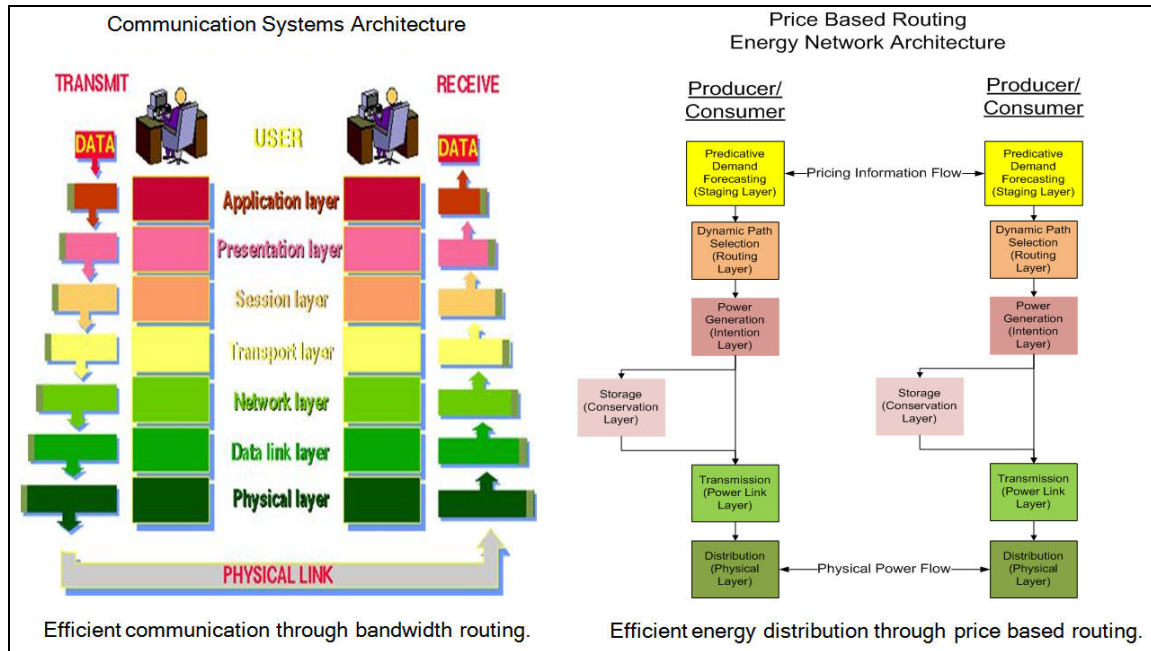 Communication Systems Architecture
TRANSMIT
RECEIVE
USER
DATA
DATA
Application layer
Presentation layer
Session layer
Transport layer
Network layer
Data link layer
Physical layer
PHYSICAL LINK
Efficient communication through bandwidth routing.
Price Based Routing
Energy Network Architecture
Producer/
Consumer
Producer/
Consumer
Predicative
Demand
Forecasting
(Staging Layer)
Pricing Information Flow
Predicative
Demand
Forecasting
(Staging Layer)
Dynamic Path
Selection
(Routing
Layer)
Dynamic Path
Selection
(Routing
Layer)
Power
Generation
(Intention
Layer)
Power
Generation
(Intention
Layer)
Storage
(Conservation
Layer)
Storage
(Conservation
Layer)
Transmission
(Power Link
Layer)
Transmission
(Power Link
Layer)
Distribution
(Physical
Layer)
Physical Power Flow
Distribution
(Physical
Layer)
Efficient energy distribution through price based routing.